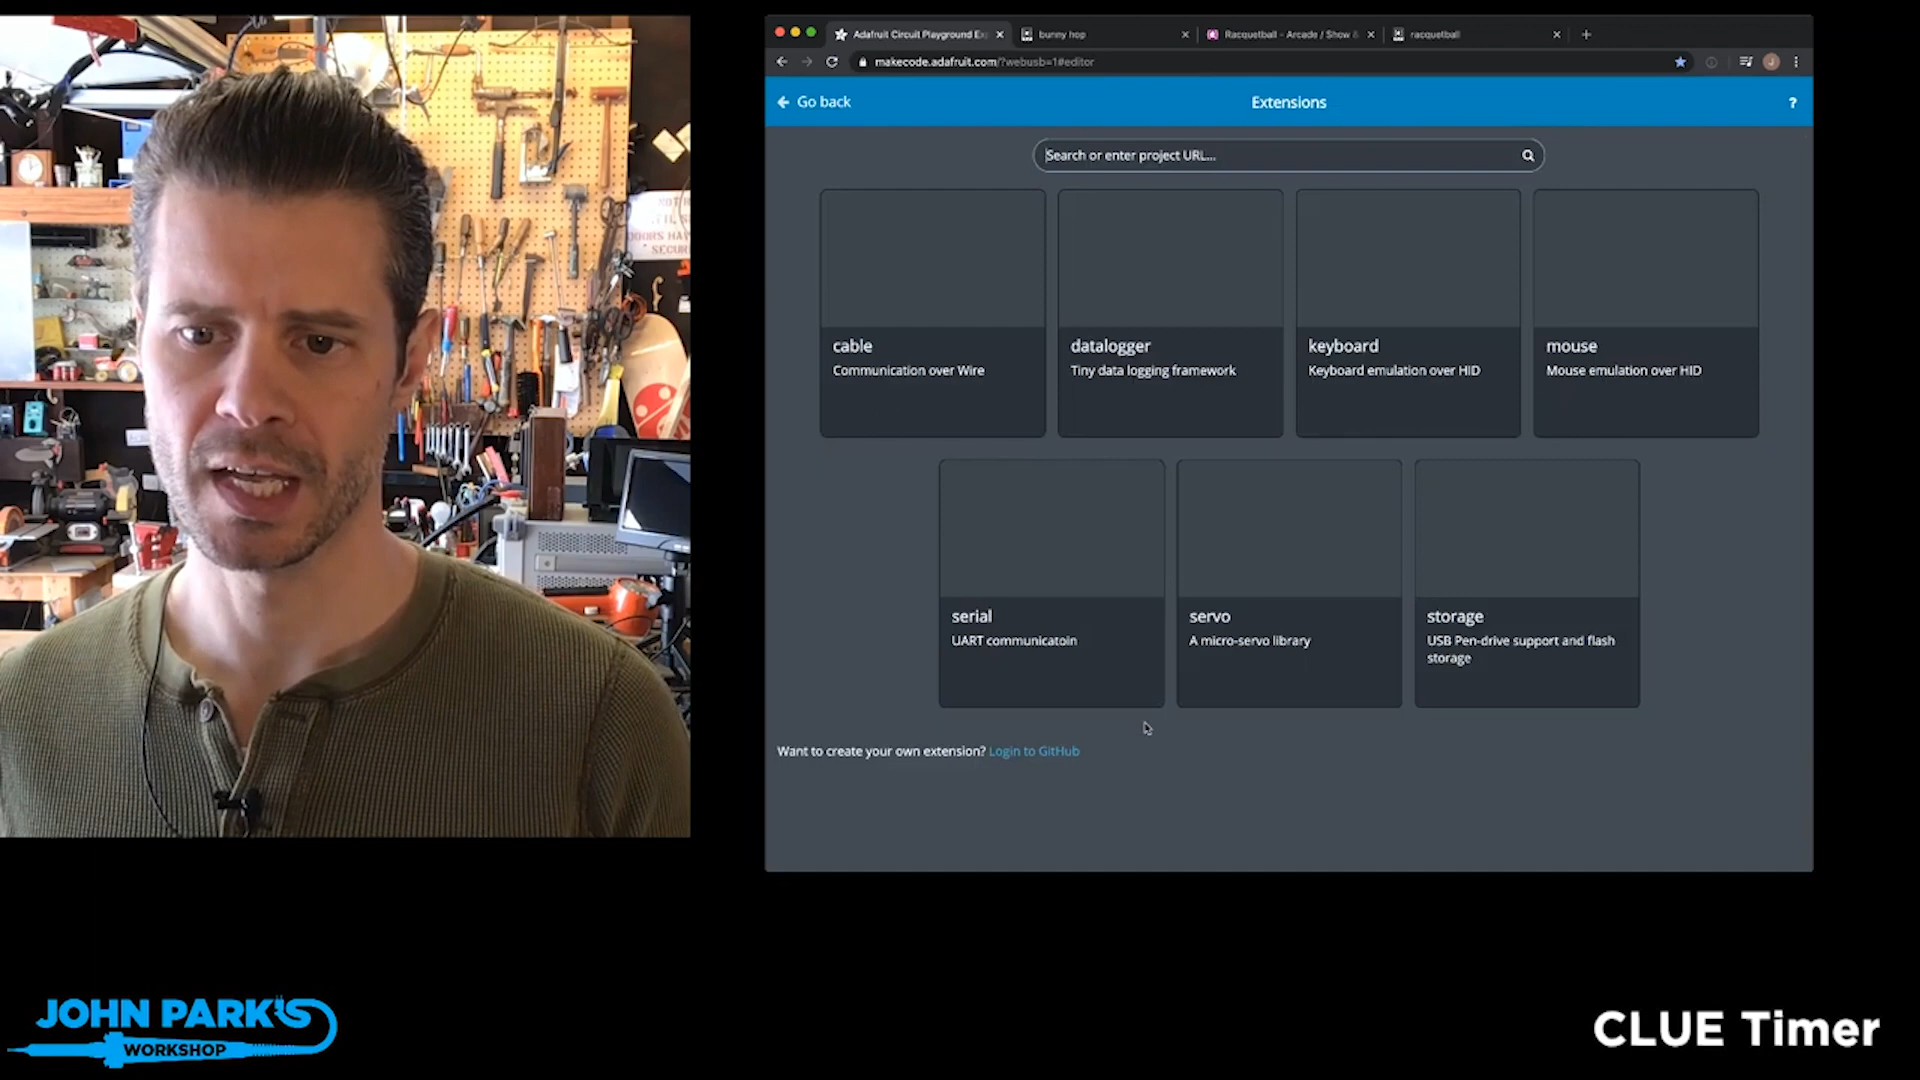 Adafruit Circuit Playground Ex
bunny hop
Racquetball - Arcade / Show &
racquetball
makecode.adafruit.com/?webusb=1#editor
Go back
Extensions
?
Search or enter project URL...
cable
Communication over Wire
datalogger
Tiny data logging framework
keyboard
Keyboard emulation over HID
mouse
Mouse emulation over HID
serial
UART communicatoin
servo
A micro-servo library
storage
USB Pen-drive support and flash
storage
Want to create your own extension? Login to GitHub
JOHN PARK'S
WORKSHOP
CLUE Timer